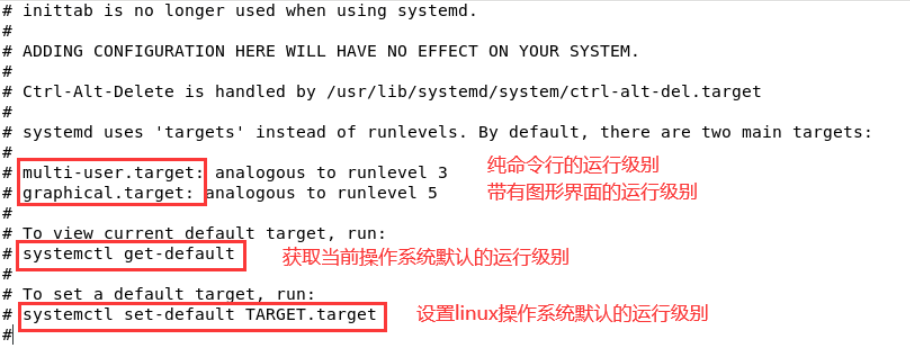 # inittab is no longer used when using systemd.
#
# ADDING CONFIGURATION HERE WILL HAVE NO EFFECT ON YOUR SYSTEM.
#
# Ctrl-Alt-Delete is handled by /usr/lib/systemd/system/ctrl-alt-del.target
#
# systemd uses 'targets' instead of runlevels. By default, there are two main targets:
#
# multi-user.target: analogous to runlevel 3 纯命令行的运行级别
# graphical.target: analogous to runlevel 5 带有图形界面的运行级别
#
# To view current default target, run:
# systemctl get-default 获取当前操作系统默认的运行级别
#
# To set a default target, run:
# systemctl set-default TARGET.target 设置linux操作系统默认的运行级别
#